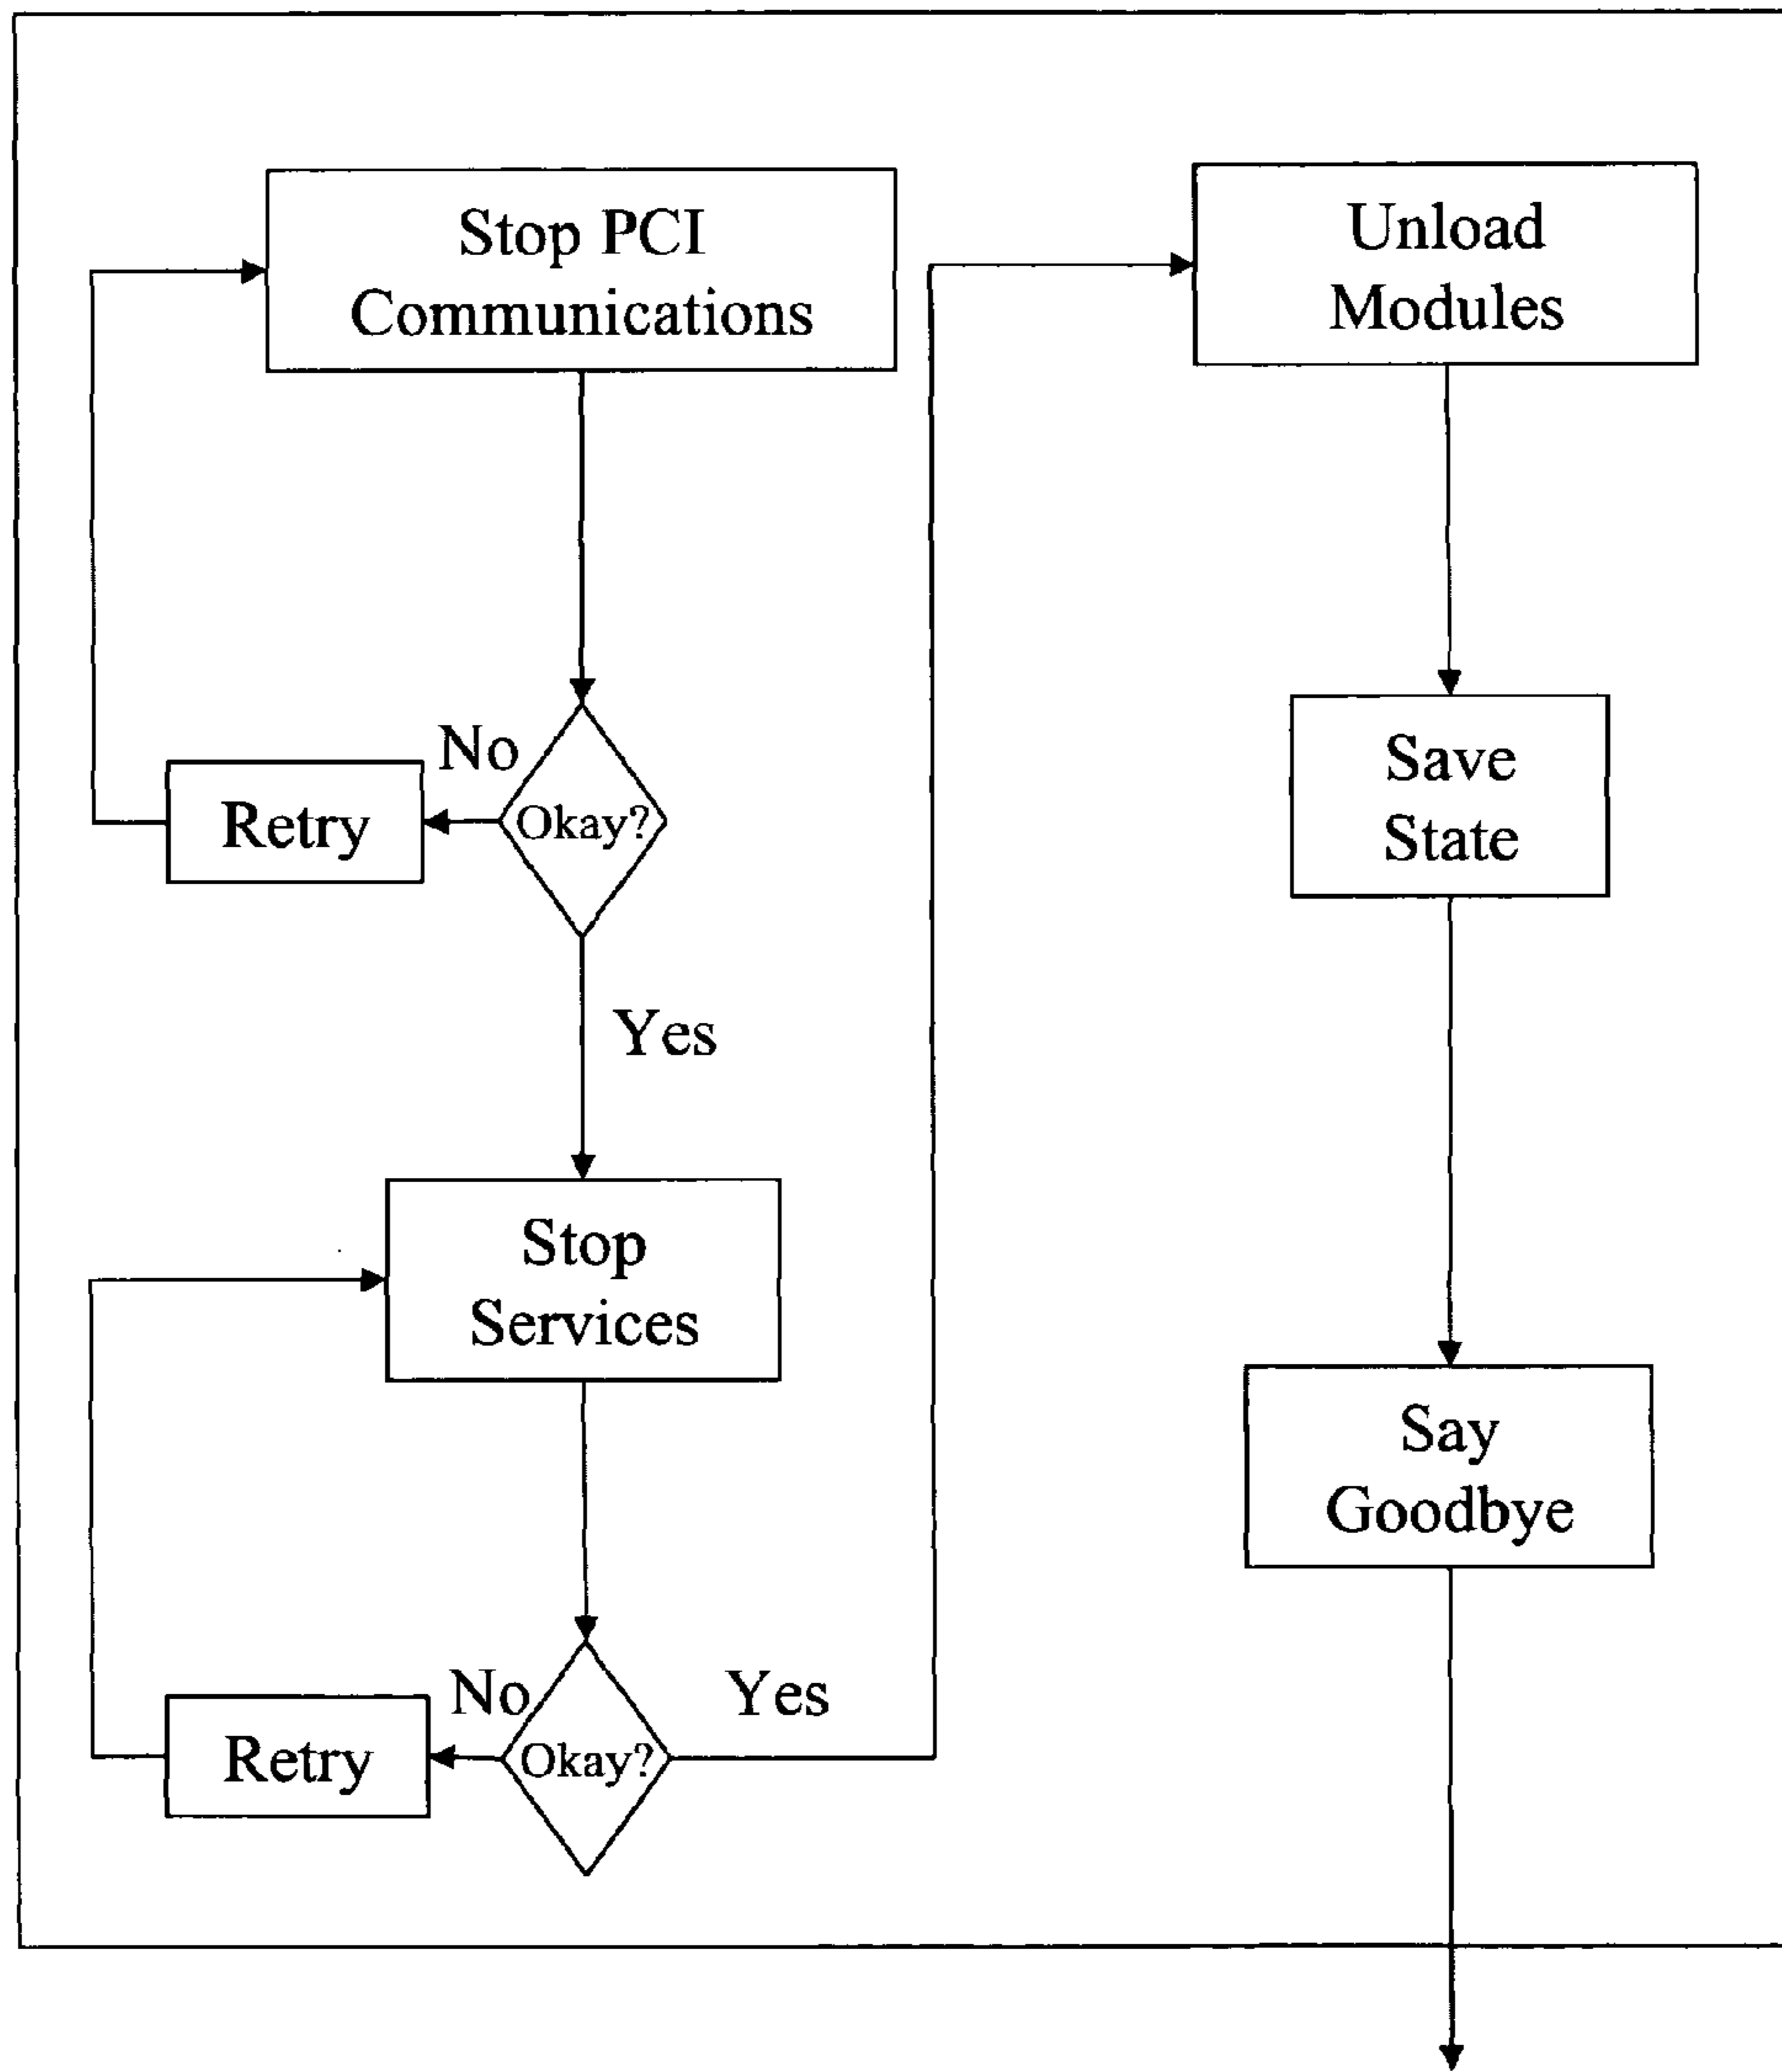 Stop PCI
Communications
No
Okay?
Retry
Yes
Stop
Services
No
Yes
Okay?
Retry
Unload
Modules
Save
State
Say
Goodbye